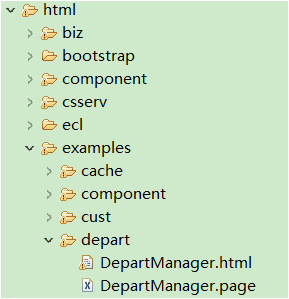 html
biz
bootstrap
component
csserv
ecl
examples
cache
component
cust
depart
DepartManager.html
DepartManager.page